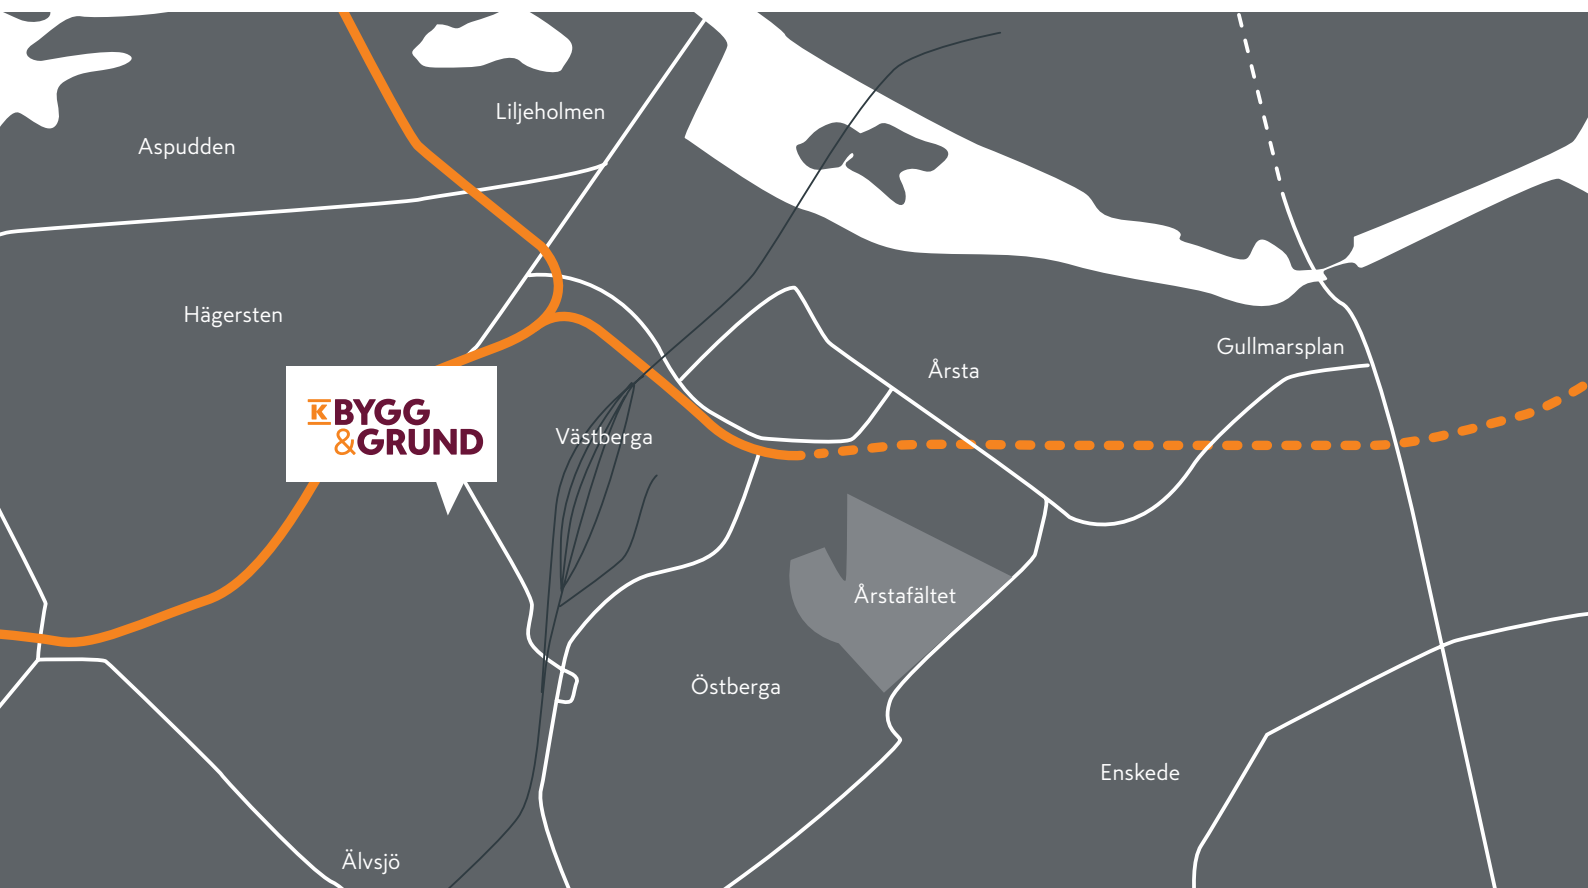 Liljeholmen
Aspudden
Hägersten
Gullmarsplan
Årsta
K BYGG
&GRUND
Västberga
Årstafältet
Östberga
Enskede
Älvsjö